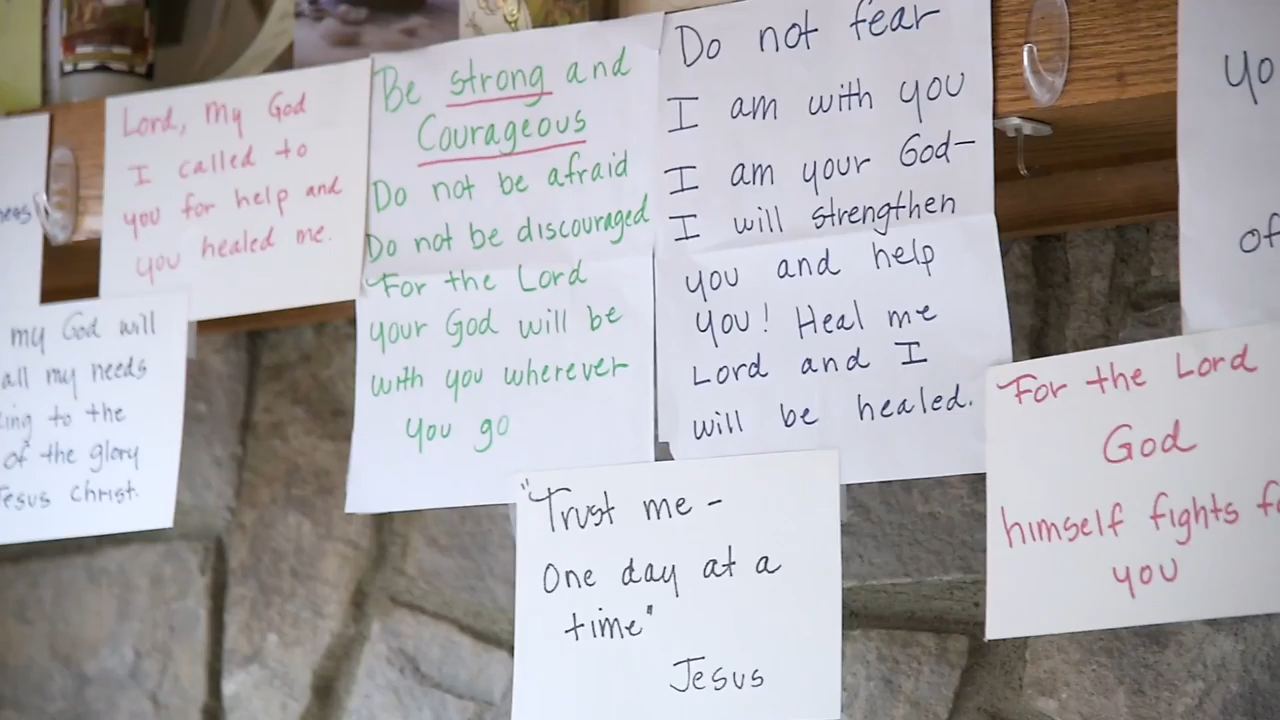 Lord, my God
I called to
you for help and
you healed me.
my God will
all my needs
to the
of the glory
Jesus Christ.
Be strong and
Courageous
Do not be afraid
Do not be discouraged
For the Lord
your God will be
with you wherever
you go
Do not fear
I am with you
I am your God-
I will strengthen
you and help
you! Heal me
Lord and I
will be healed.
"Trust me -
One day at a
time"
Jesus
For the Lord
God
himself fights
you
of